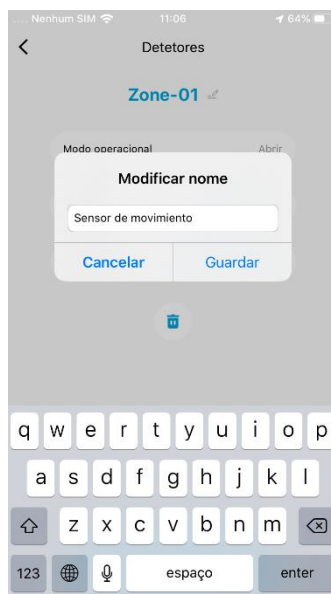 Nenhum SIM 11:06 64%
Detetores
Zone-01
Modo operacional Abrir
Modificar nome
Sensor de movimiento
Cancelar Guardar
q w e r t y u i o p
a s d f g h j k l
z x c v b n m
123 espaço enter